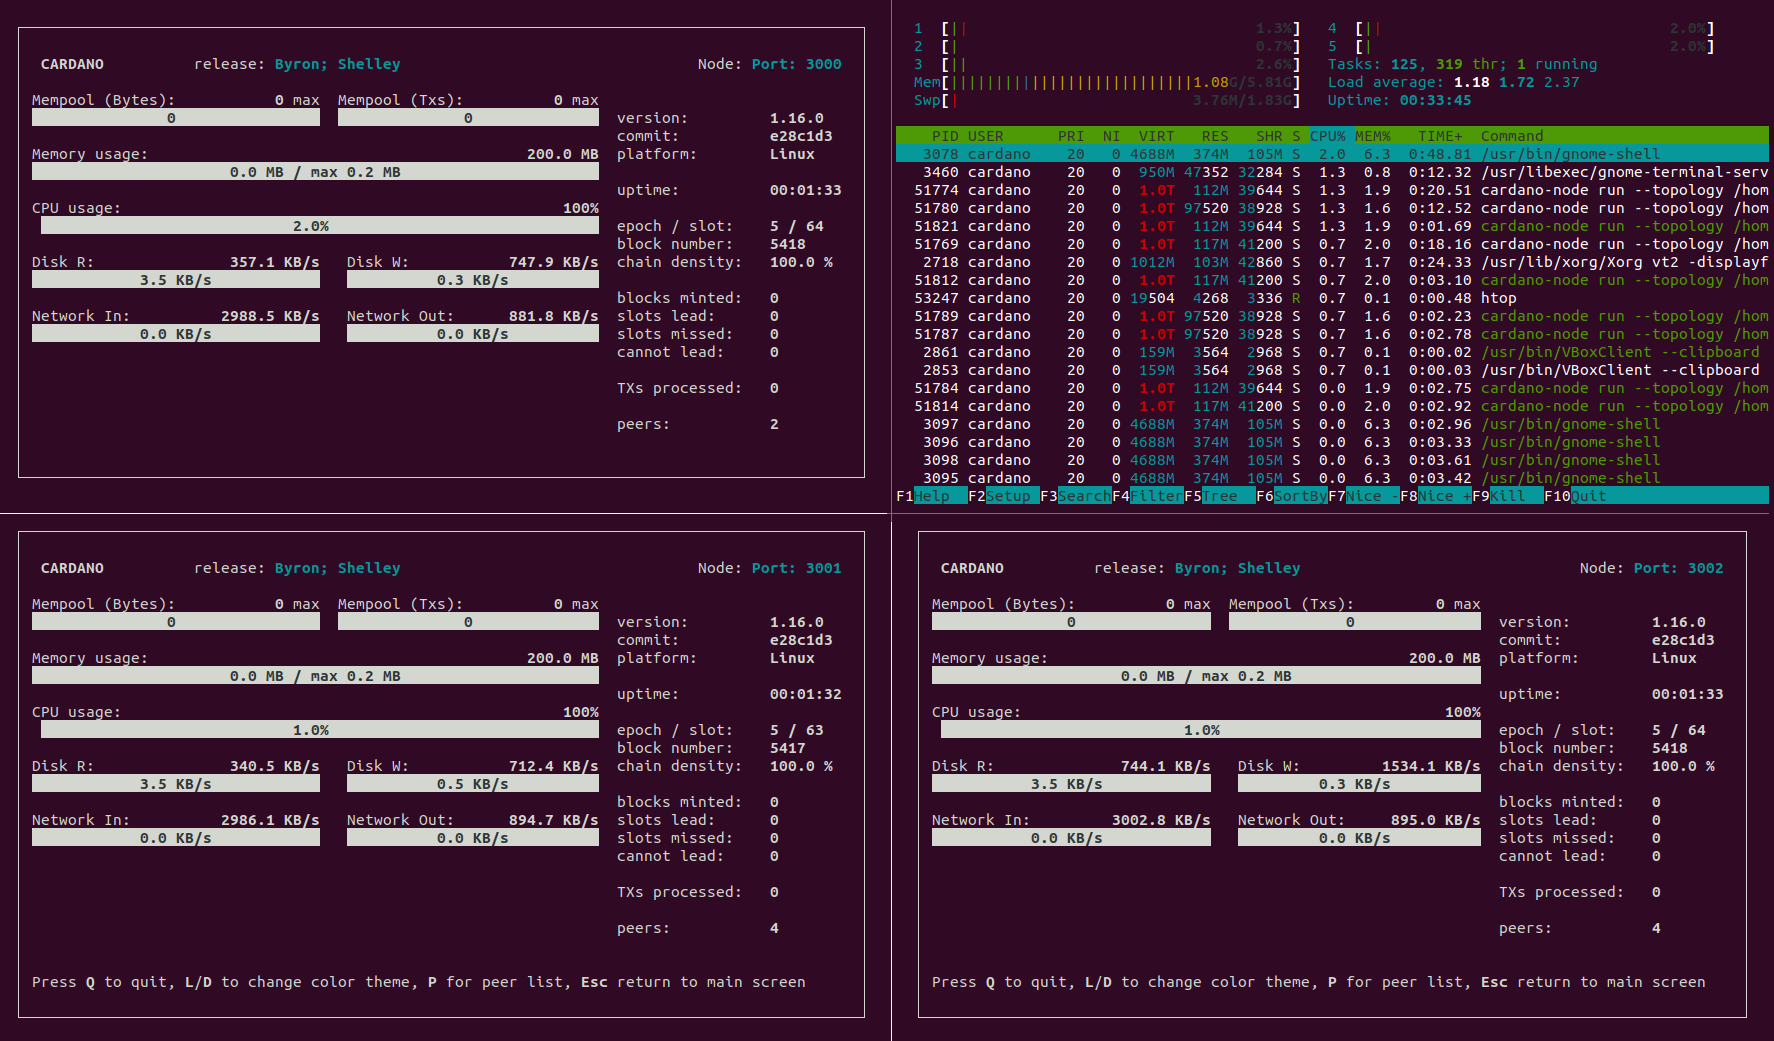 CARDANO release: Byron; Shelley Node: Port: 3000
Mempool (Bytes): 0 max Mempool (Txs): 0 max
0 0
version: 1.16.0
commit: e28c1d3
Memory usage: 200.0 MB platform: Linux
0.0 MB / max 0.2 MB
uptime: 00:01:33
CPU usage: 100%
2.0% epoch / slot: 5 / 64
block number: 5418
Disk R: 357.1 KB/s Disk W: 747.9 KB/s chain density: 100.0 %
3.5 KB/s 0.3 KB/s
blocks minted: 0
Network In: 2988.5 KB/s Network Out: 881.8 KB/s slots lead: 0
0.0 KB/s 0.0 KB/s slots missed: 0
cannot lead: 0
TXs processed: 0
peers: 2
1 [|| 1.3%] 4 [|| 2.0%]
2 [| 0.7%] 5 [| 2.0%]
3 [|| 2.6%] Tasks: 125, 319 thr; 1 running
Mem[|||||||||||||||||||||||||||1.08G/5.81G] Load average: 1.18 1.72 2.37
Swp[| 3.76M/1.83G] Uptime: 00:33:45
PID USER PRI NI VIRT RES SHR S CPU% MEM% TIME+ Command
3078 cardano 20 0 4688M 374M 105M S 2.0 6.3 0:48.81 /usr/bin/gnome-shell
3460 cardano 20 0 950M 47352 32284 S 1.3 0.8 0:12.32 /usr/libexec/gnome-terminal-serv
51774 cardano 20 0 1.0T 112M 39644 S 1.3 1.9 0:20.51 cardano-node run --topology /hom
51780 cardano 20 0 1.0T 97520 38928 S 1.3 1.6 0:12.52 cardano-node run --topology /hom
51821 cardano 20 0 1.0T 112M 39644 S 1.3 1.9 0:01.69 cardano-node run --topology /hom
51769 cardano 20 0 1.0T 117M 41200 S 0.7 2.0 0:18.16 cardano-node run --topology /hom
2718 cardano 20 0 1012M 103M 42860 S 0.7 1.7 0:24.33 /usr/lib/xorg/Xorg vt2 -displayf
51812 cardano 20 0 1.0T 117M 41200 S 0.7 2.0 0:03.10 cardano-node run --topology /hom
53247 cardano 20 0 19504 4268 3336 R 0.7 0.1 0:00.48 htop
51789 cardano 20 0 1.0T 97520 38928 S 0.7 1.6 0:02.23 cardano-node run --topology /hom
51787 cardano 20 0 1.0T 97520 38928 S 0.7 1.6 0:02.78 cardano-node run --topology /hom
2861 cardano 20 0 159M 3564 2968 S 0.7 0.1 0:00.02 /usr/bin/VBoxClient --clipboard
2853 cardano 20 0 159M 3564 2968 S 0.7 0.1 0:00.03 /usr/bin/VBoxClient --clipboard
51784 cardano 20 0 1.0T 112M 39644 S 0.0 1.9 0:02.75 cardano-node run --topology /hom
51814 cardano 20 0 1.0T 117M 41200 S 0.0 2.0 0:02.92 cardano-node run --topology /hom
3097 cardano 20 0 4688M 374M 105M S 0.0 6.3 0:02.96 /usr/bin/gnome-shell
3096 cardano 20 0 4688M 374M 105M S 0.0 6.3 0:03.33 /usr/bin/gnome-shell
3098 cardano 20 0 4688M 374M 105M S 0.0 6.3 0:03.61 /usr/bin/gnome-shell
3095 cardano 20 0 4688M 374M 105M S 0.0 6.3 0:03.42 /usr/bin/gnome-shell
F1Help F2Setup F3SearchF4FilterF5Tree F6SortByF7Nice -F8Nice +F9Kill F10Quit
CARDANO release: Byron; Shelley Node: Port: 3001
Mempool (Bytes): 0 max Mempool (Txs): 0 max
0 0 version: 1.16.0
commit: e28c1d3
Memory usage: 200.0 MB platform: Linux
0.0 MB / max 0.2 MB
uptime: 00:01:32
CPU usage: 100%
1.0% epoch / slot: 5 / 63
block number: 5417
Disk R: 340.5 KB/s Disk W: 712.4 KB/s chain density: 100.0 %
3.5 KB/s 0.5 KB/s
blocks minted: 0
Network In: 2986.1 KB/s Network Out: 894.7 KB/s slots lead: 0
0.0 KB/s 0.0 KB/s slots missed: 0
cannot lead: 0
TXs processed: 0
peers: 4
Press Q to quit, L/D to change color theme, P for peer list, Esc return to main screen
CARDANO release: Byron; Shelley Node: Port: 3002
Mempool (Bytes): 0 max Mempool (Txs): 0 max
0 0 version: 1.16.0
commit: e28c1d3
Memory usage: 200.0 MB platform: Linux
0.0 MB / max 0.2 MB
uptime: 00:01:33
CPU usage: 100%
1.0% epoch / slot: 5 / 64
block number: 5418
Disk R: 744.1 KB/s Disk W: 1534.1 KB/s chain density: 100.0 %
3.5 KB/s 0.3 KB/s
blocks minted: 0
Network In: 3002.8 KB/s Network Out: 895.0 KB/s slots lead: 0
0.0 KB/s 0.0 KB/s slots missed: 0
cannot lead: 0
TXs processed: 0
peers: 4
Press Q to quit, L/D to change color theme, P for peer list, Esc return to main screen